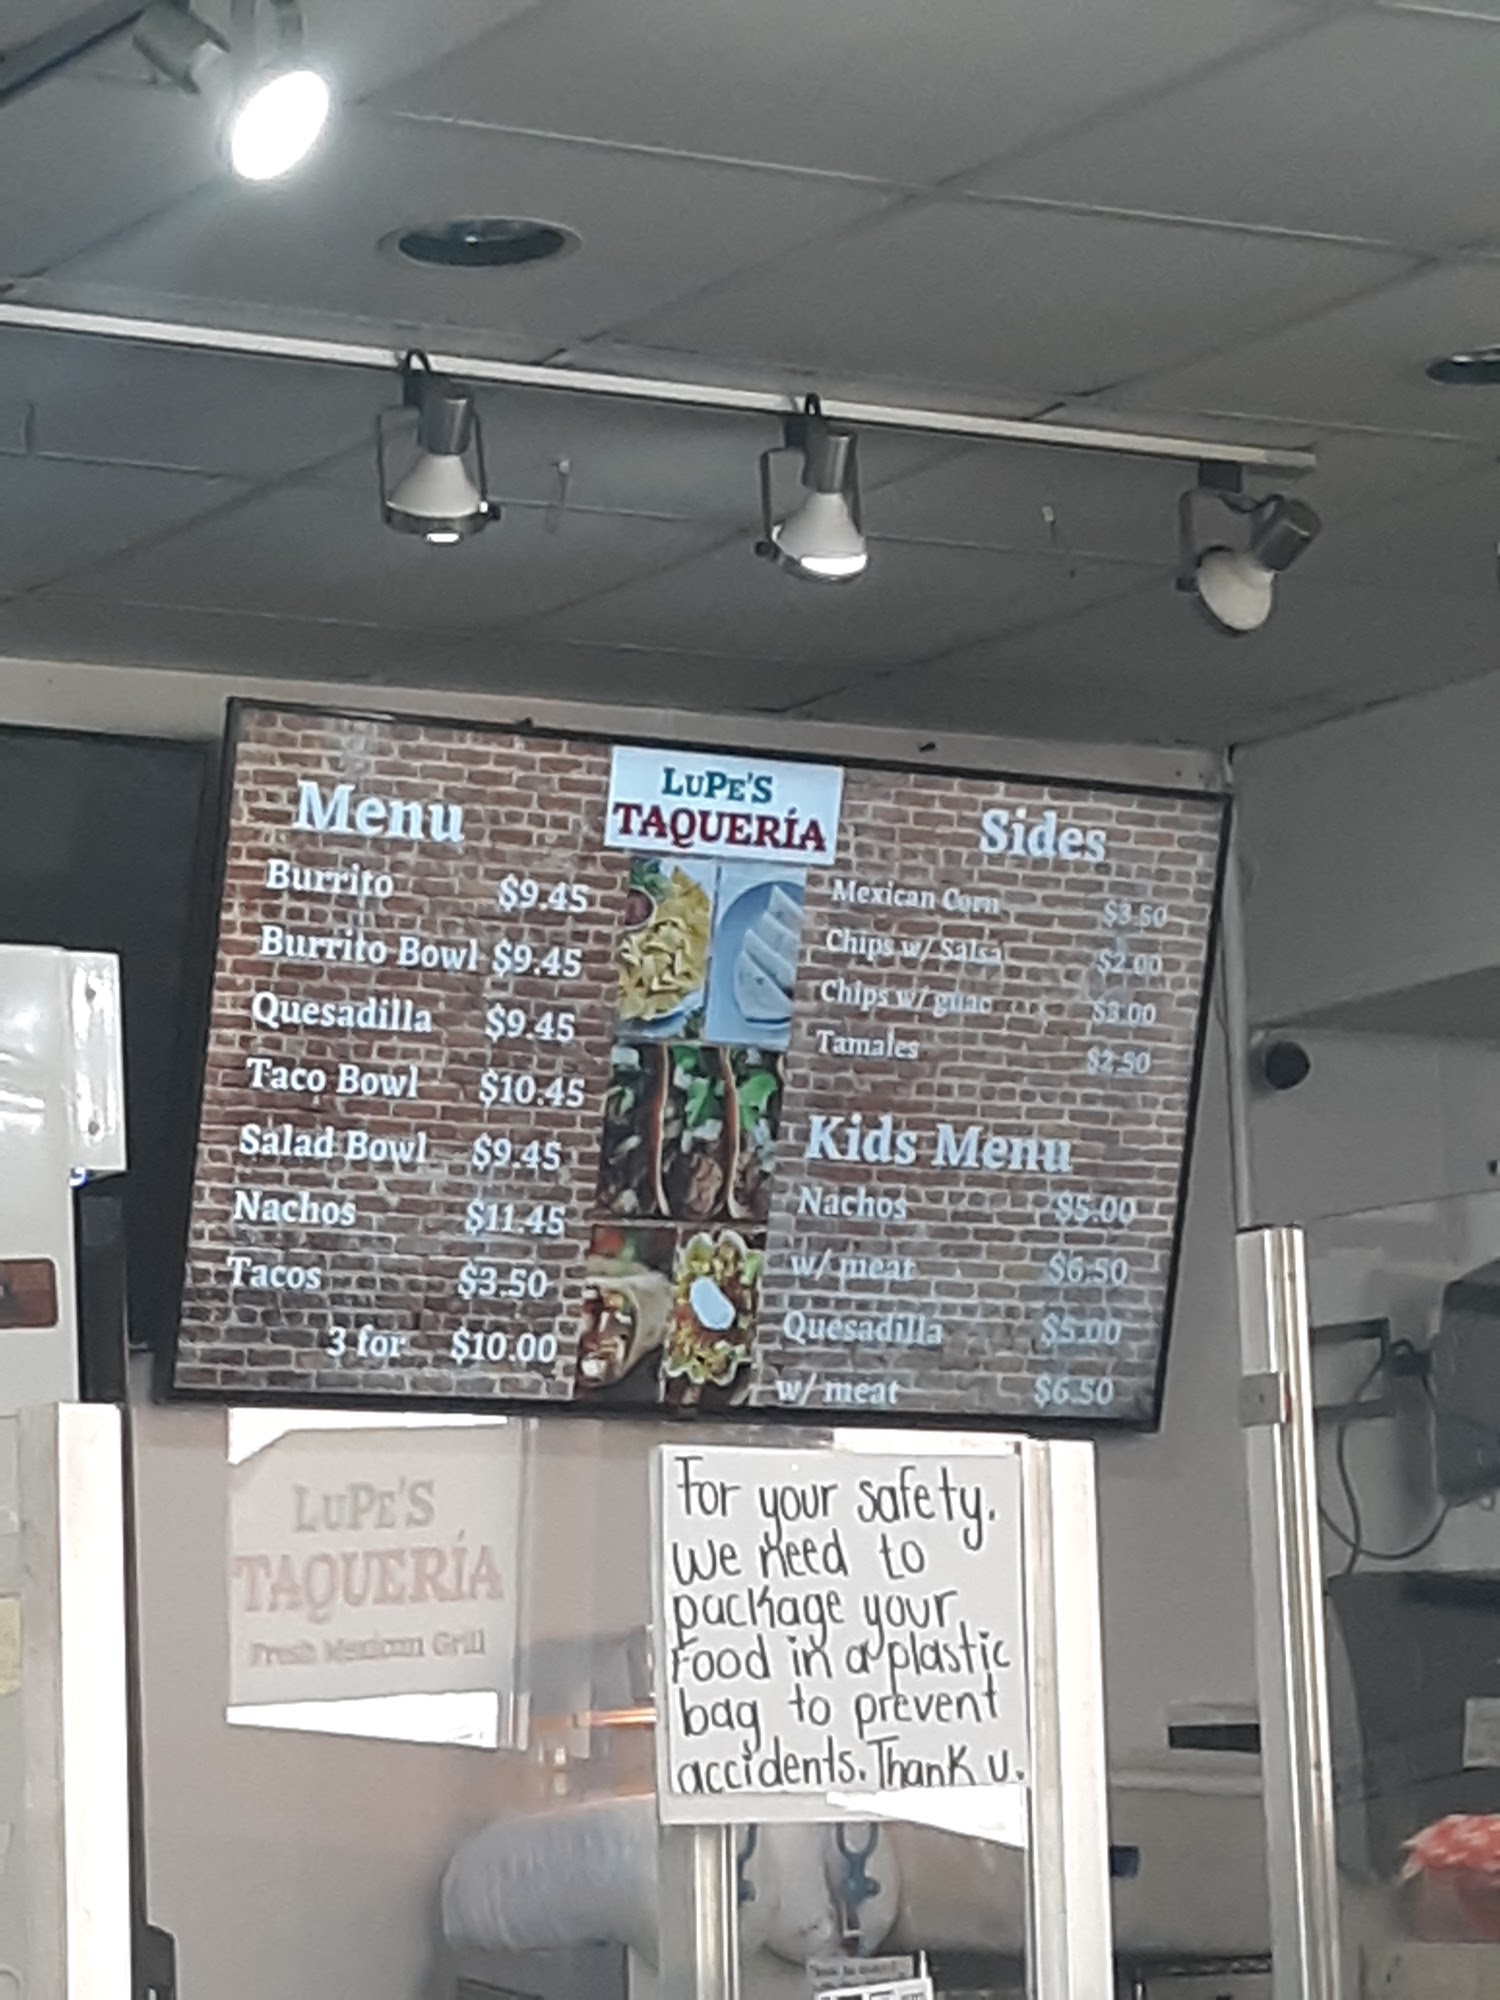 LUPE'S
TAQUERÍA
Menu
Burrito $9.45
Burrito Bowl $9.45
Quesadilla $9.45
Taco Bowl $10.45
Salad Bowl $9.45
Nachos $11.45
Tacos $3.50
3 for $10.00
Sides
Mexican Corn $3.50
Chips w/ Salsa $2.00
Chips w/ guac $3.00
Tamales $2.50
Kids Menu
Nachos $5.00
w/ meat $6.50
Quesadilla $5.00
w/ meat $6.50
LUPE'S
TAQUERÍA
Fresh Mexican Grill
For your safety.
we need to
package your
Food in a plastic
bag to prevent
accidents. Thank u.